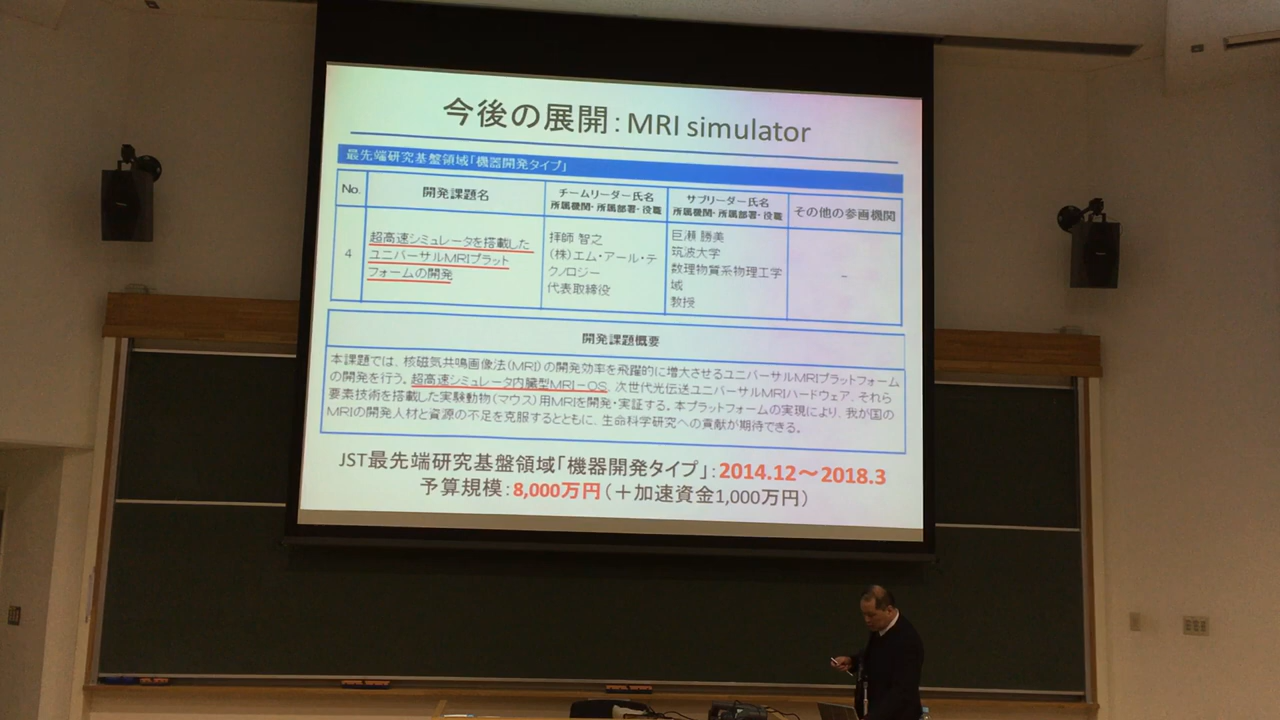 今後の展開：MRI simulator
最先端研究基盤領域「機器開発タイプ」
No.
開発課題名
チームリーダー氏名
所属機関・所属部署・役職
サブリーダー氏名
所属機関・所属部署・役職
その他の参画機関
4
超高速シミュレータを搭載した
ユニバーサルMRIプラット
フォームの開発
拝師 智之
（株）エム・アール・テ
クノロジー
代表取締役
巨瀬 勝美
筑波大学
数理物質系物理工学
域
教授
－
開発課題概要
本課題では、核磁気共鳴画像法（MRI）の開発効率を飛躍的に増大させるユニバーサルMRIプラットフォーム
の開発を行う。超高速シミュレータ内臓型MRI－OS、次世代光伝送ユニバーサルMRIハードウェア、それら
要素技術を搭載した実験動物（マウス）用MRIを開発・実証する。本プラットフォームの実現により、我が国の
MRIの開発人材と資源の不足を克服するとともに、生命科学研究への貢献が期待できる。
JST最先端研究基盤領域「機器開発タイプ」：2014.12～2018.3
予算規模：8,000万円（＋加速資金1,000万円）